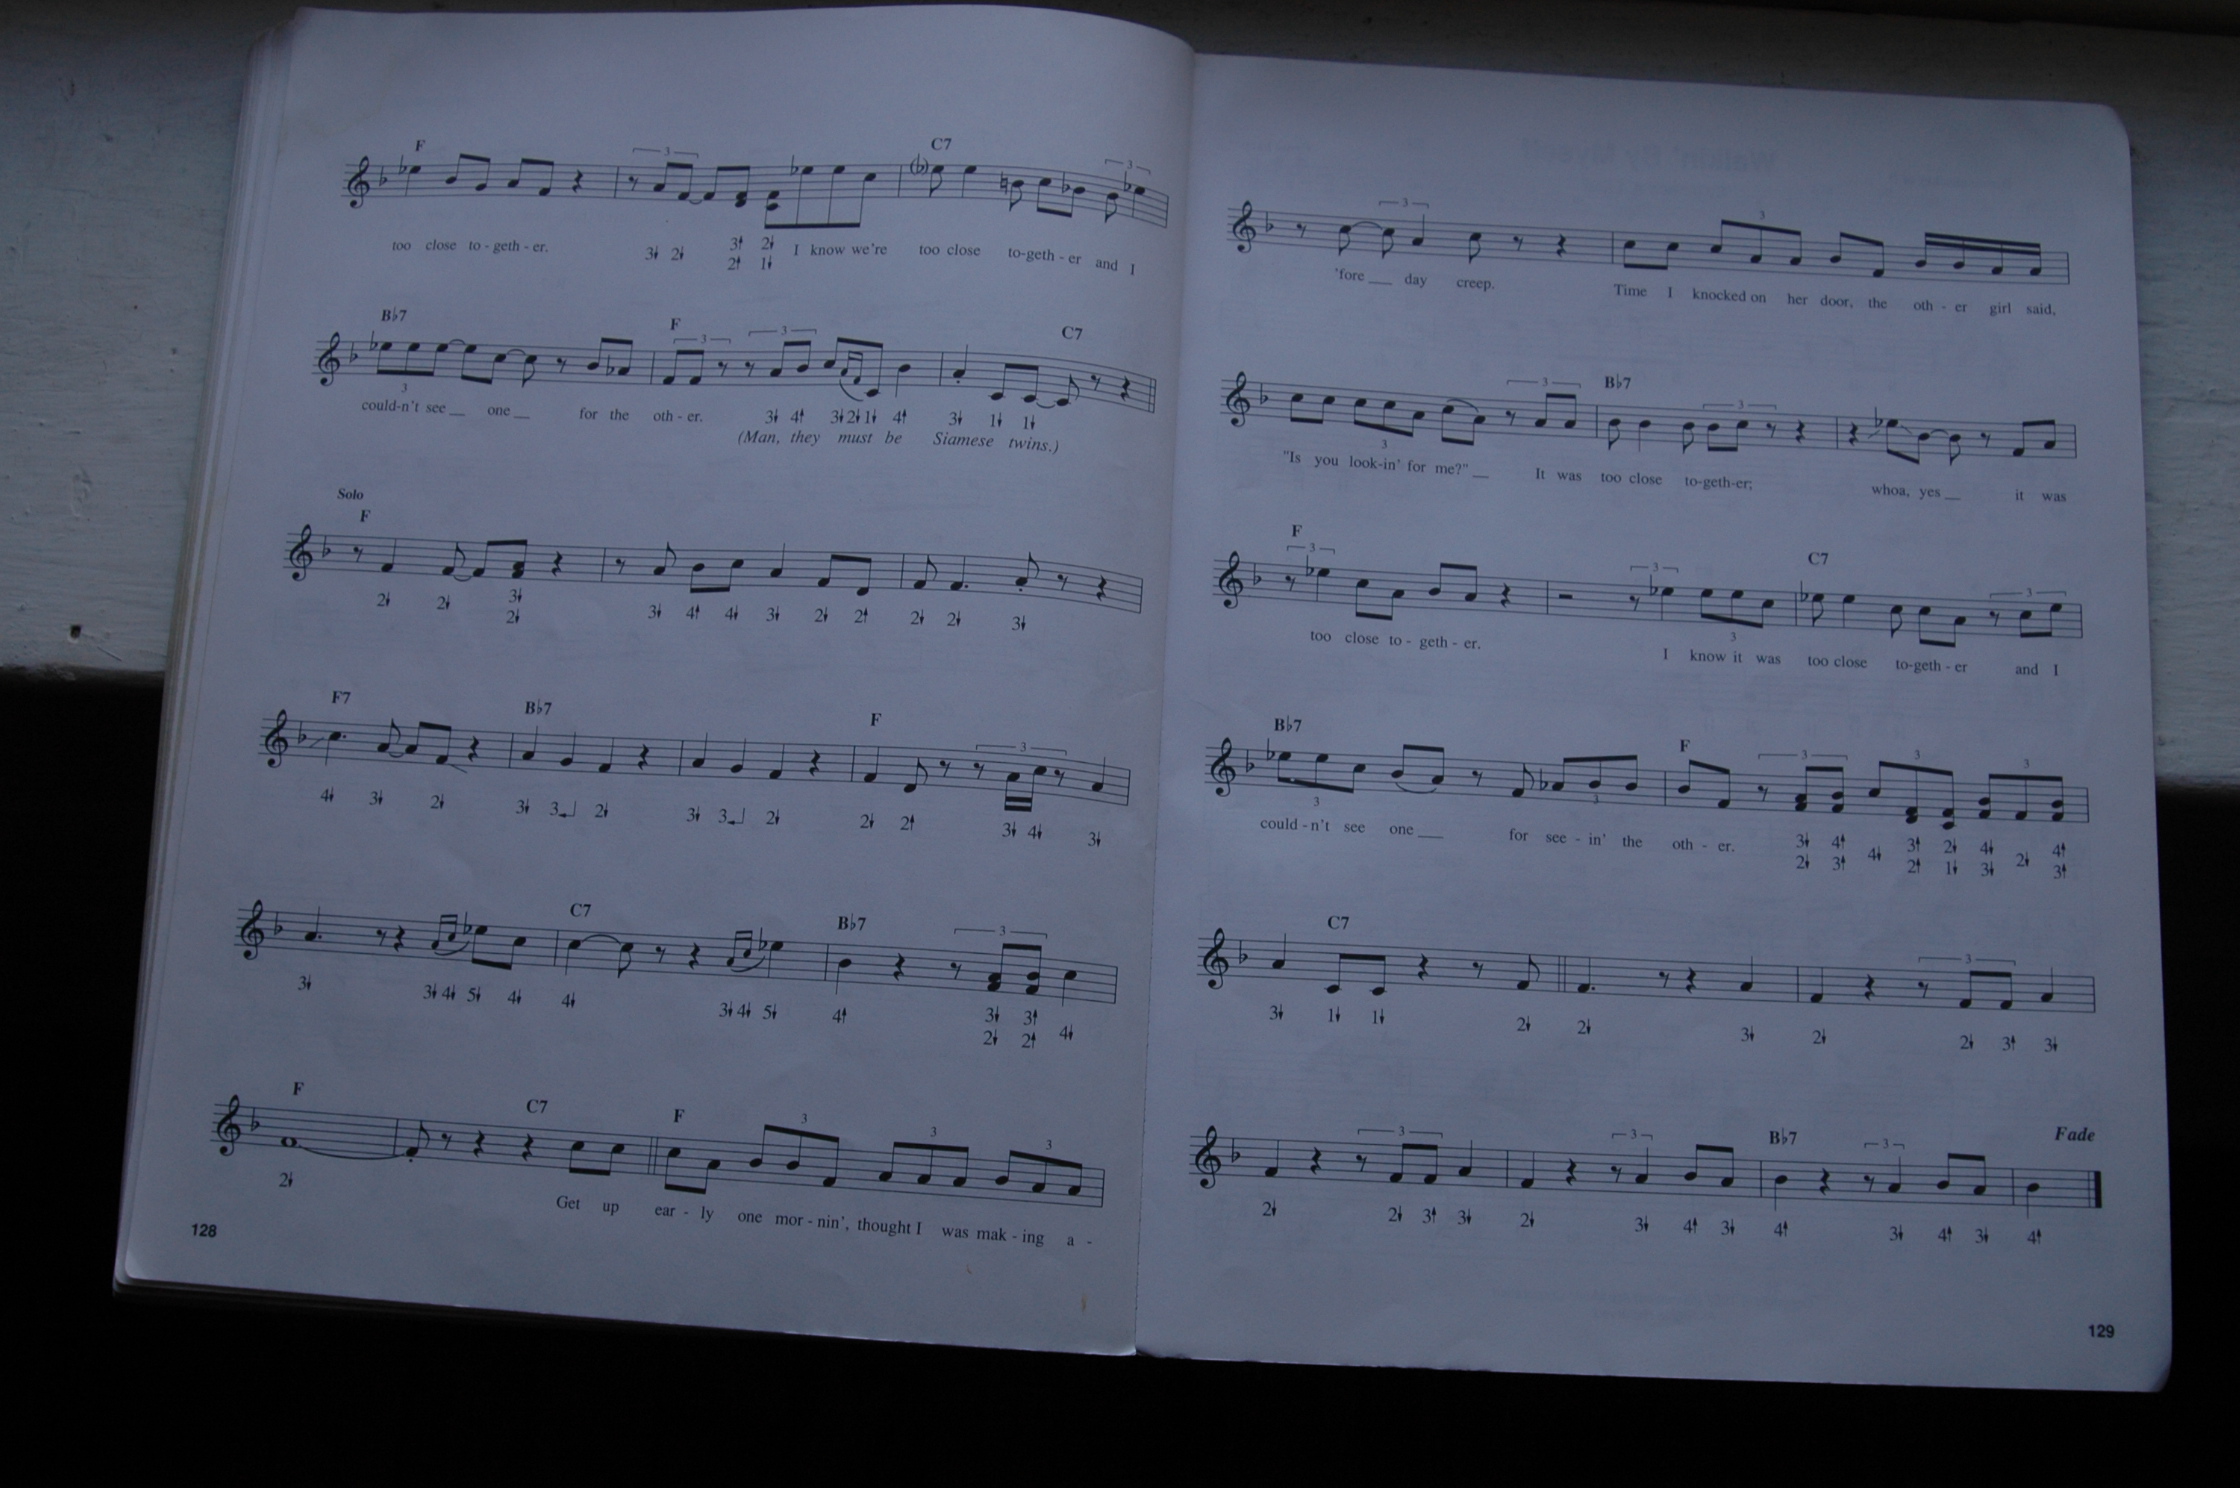 F C7
too close to - geth - er. 3 2 3 2 I know we're too close to-geth - er and I
2 1
B♭7 F C7
could-n't see __ one __ for the oth - er. 3 4 3 2 1 4 3 1 1
(Man, they must be Siamese twins.)
Solo
F
2 2 3 3 4 4 3 2 2 2 2 3
2
F7 B♭7 F
4 3 2 3 3 2 3 3 2 2 2 3 4 3
C7 B♭7
3 3 4 5 4 4 3 4 5 4 3 3 4
2 2
F C7 F
2
Get up ear - ly one mor - nin', thought I was mak - ing a -
128
'fore __ day creep. Time I knocked on her door, the oth - er girl said,
B♭7
"Is you look-in' for me?" __ It was too close to-geth-er; whoa, yes __ it was
F C7
too close to - geth - er. I know it was too close to-geth - er and I
B♭7 F
could - n't see one __ for see - in' the oth - er. 3 4 4 3 2 4 2 4
2 3 2 1 3 3
C7
3 1 1 2 2 3 2 2 3 3
B♭7 Fade
2 2 3 3 2 3 4 3 4 3 4 3 4
129